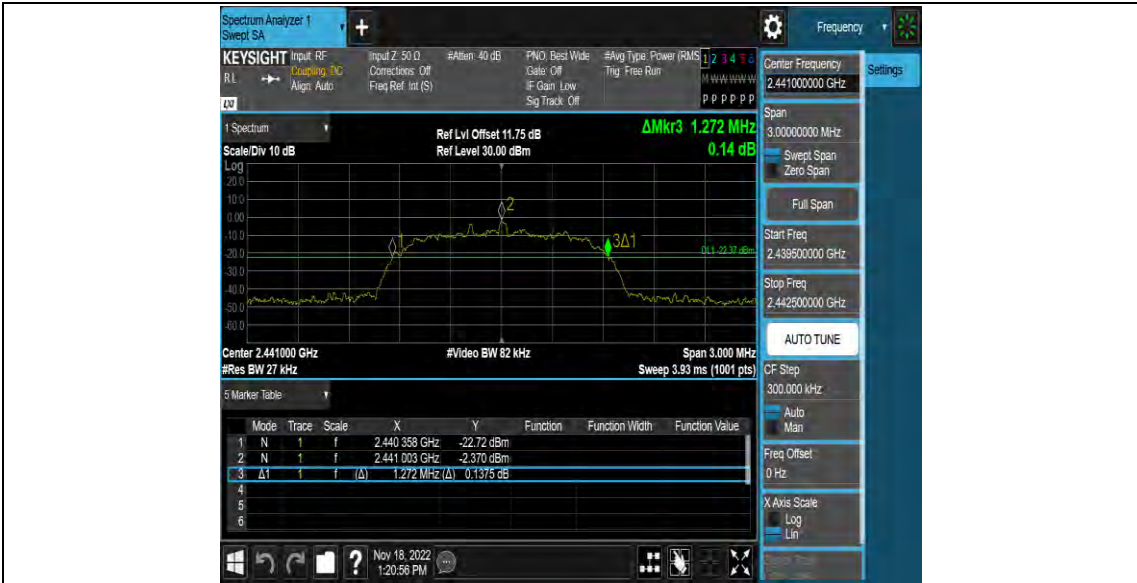 Spectrum Analyzer 1
Swept SA
Frequency
KEYSIGHT Input: RF Input Z: 50 Ω #Atten: 40 dB PNO: Best Wide #Avg Type: Power (RMS 1 2 3 4 5 6
RL Coupling: DC Corrections: Off Gate: Off Trig: Free Run M W W W W W
Align: Auto Freq Ref: Int (S) IF Gain: Low
LXI Sig Track: Off P P P P P P
Center Frequency
2.441000000 GHz
Settings
Span
3.00000000 MHz
Swept Span
Zero Span
Full Span
Start Freq
2.439500000 GHz
Stop Freq
2.442500000 GHz
AUTO TUNE
CF Step
300.000 kHz
Auto
Man
Freq Offset
0 Hz
X Axis Scale
Log
Lin
1 Spectrum
Ref Lvl Offset 11.75 dB
ΔMkr3 1.272 MHz
Scale/Div 10 dB
Ref Level 30.00 dBm
0.14 dB
Log
20.0
10.0
0.00
-10.0
-20.0
-30.0
-40.0
-50.0
-60.0
1
2
3Δ1
DL1 -22.37 dBm
Center 2.441000 GHz #Video BW 82 kHz Span 3.000 MHz
#Res BW 27 kHz Sweep 3.93 ms (1001 pts)
5 Marker Table
Mode Trace Scale X Y Function Function Width Function Value
1 N 1 f 2.440 358 GHz -22.72 dBm
2 N 1 f 2.441 003 GHz -2.370 dBm
3 Δ1 1 f (Δ) 1.272 MHz (Δ) 0.1375 dB
4
5
6
? Nov 18, 2022
1:20:56 PM